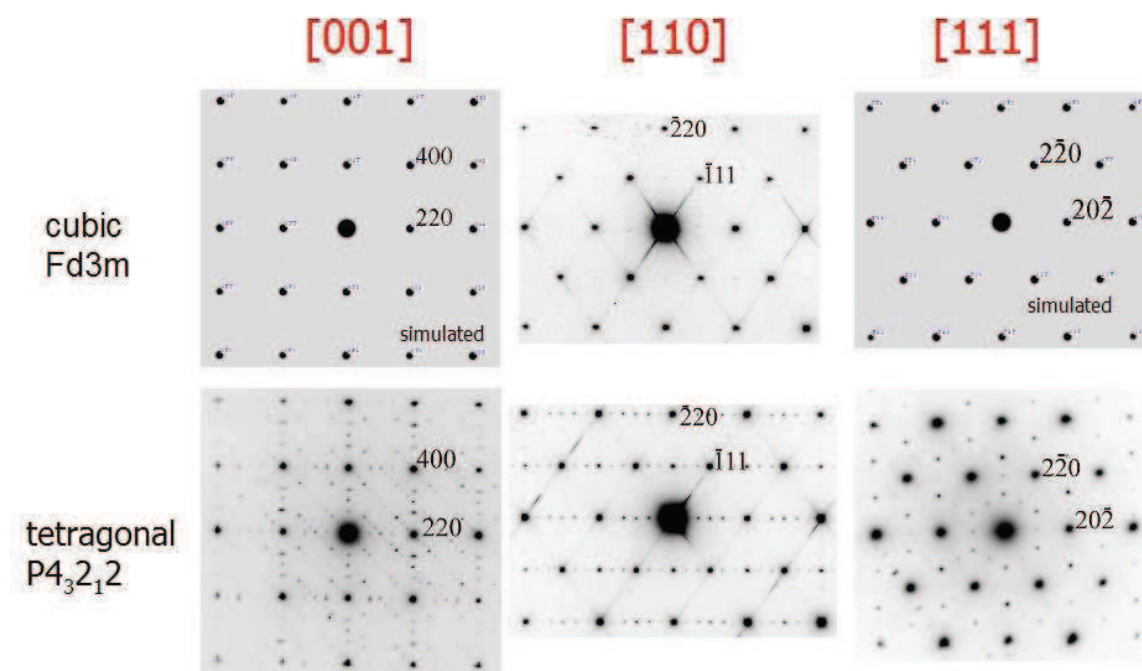 [001] [110] [111]
cubic
Fd3m
400
220
simulated
2̄20
1̄11
22̄0
202̄
simulated
tetragonal
P4₃2₁2
400
220
2̄20
1̄11
22̄0
202̄